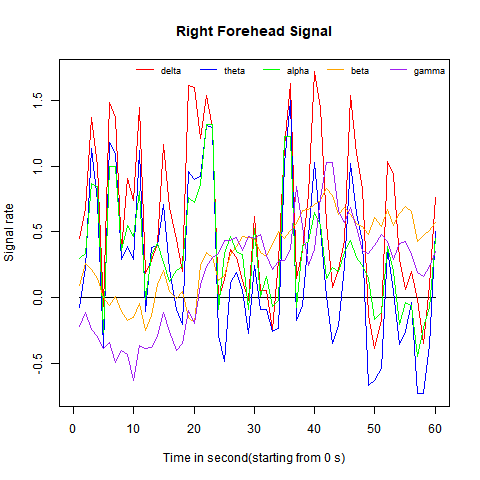 Right Forehead Signal
delta theta alpha beta gamma
Signal rate
1.5
1.0
0.5
0.0
-0.5
0 10 20 30 40 50 60
Time in second(starting from 0 s)